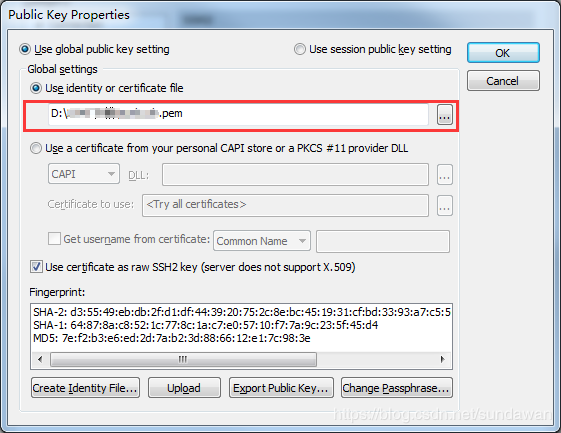 Public Key Properties
Use global public key setting
Use session public key setting
OK
Cancel
Global settings
Use identity or certificate file
D:\ .pem
...
Use a certificate from your personal CAPI store or a PKCS #11 provider DLL
CAPI
DLL:
...
Certificate to use:
<Try all certificates>
...
Get username from certificate:
Common Name
Use certificate as raw SSH2 key (server does not support X.509)
Fingerprint:
SHA-2: d3:55:49:eb:db:2f:d1:df:44:39:20:75:2c:8e:bc:45:19:31:cf:bd:33:93:a7:c5:5
SHA-1: 64:87:8a:c8:52:1c:77:8c:1a:c7:e0:57:10:f7:7a:9c:23:5f:45:d4
MD5: 7e:f2:b3:e6:ed:2d:7a:b2:3d:88:66:12:e1:7c:98:3e
Create Identity File...
Upload
Export Public Key...
Change Passphrase...
https://blog.csdn.net/sundawan